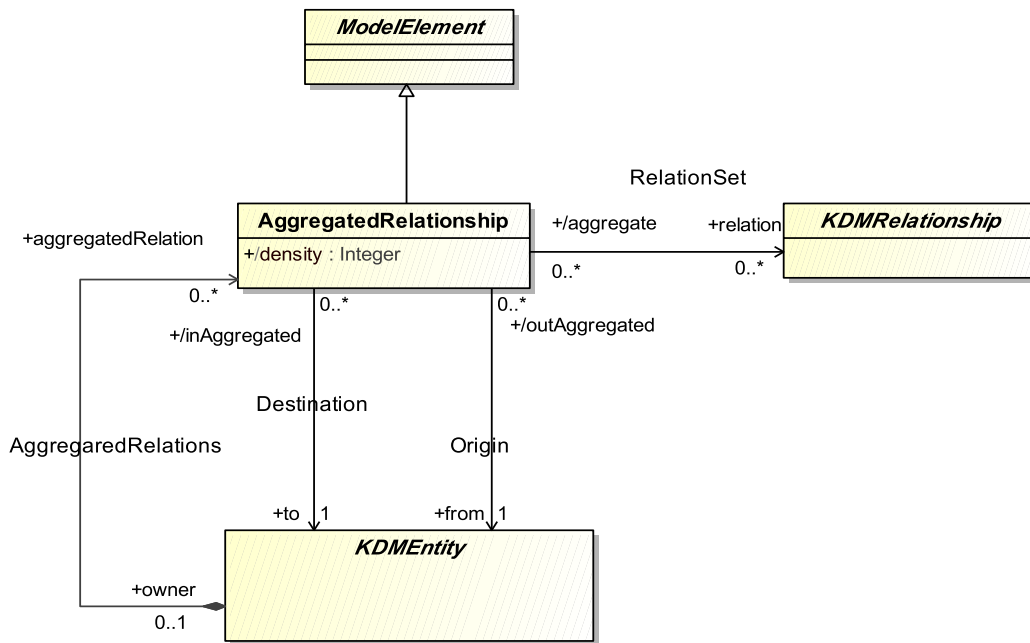 ModelElement
RelationSet
AggregatedRelationship
+/aggregate
+relation
KDMRelationship
+aggregatedRelation
+/density : Integer
0..*
0..*
0..*
0..*
0..*
+/inAggregated
+/outAggregated
Destination
AggregaredRelations
Origin
+to
1
+from
1
KDMEntity
+owner
0..1